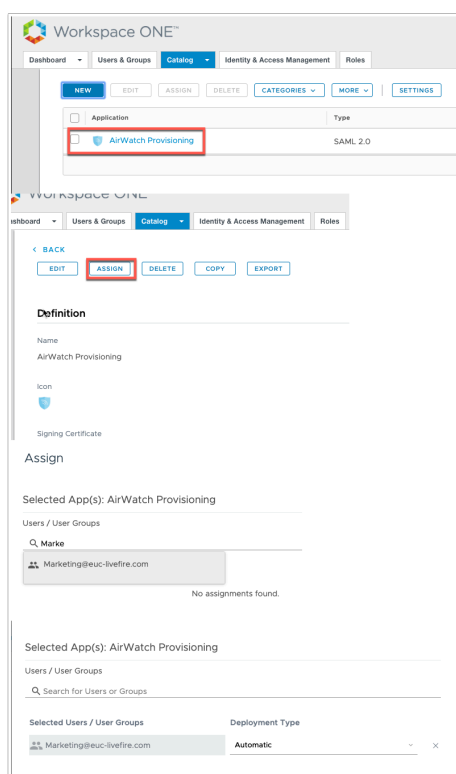 Workspace ONE™
Dashboard Users & Groups Catalog Identity & Access Management Roles
NEW EDIT ASSIGN DELETE CATEGORIES MORE SETTINGS
Application Type
AirWatch Provisioning SAML 2.0
Workspace ONE
shboard Users & Groups Catalog Identity & Access Management Roles
< BACK
EDIT ASSIGN DELETE COPY EXPORT
Definition
Name
AirWatch Provisioning
Icon
Signing Certificate
Assign
Selected App(s): AirWatch Provisioning
Users / User Groups
Marke
Marketing@euc-livefire.com
No assignments found.
Selected App(s): AirWatch Provisioning
Users / User Groups
Search for Users or Groups
Selected Users / User Groups Deployment Type
Marketing@euc-livefire.com Automatic ×